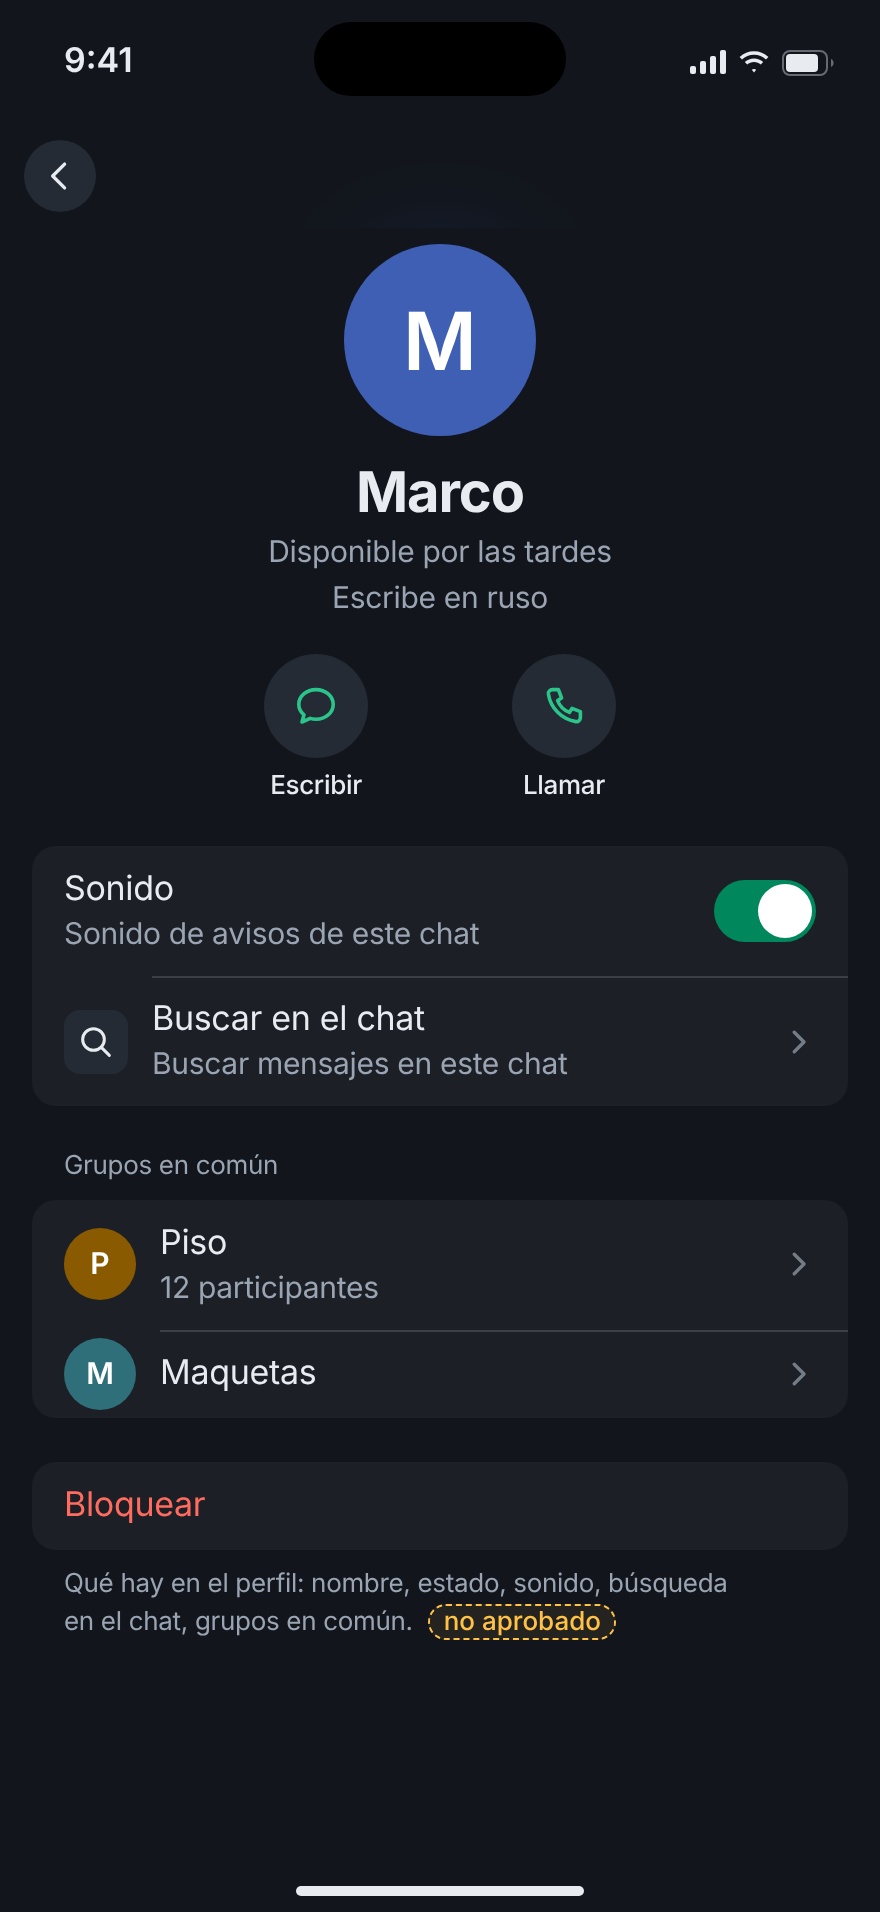 9:41
M
Marco
Disponible por las tardes
Escribe en ruso
Escribir
Llamar
Sonido
Sonido de avisos de este chat
Buscar en el chat
Buscar mensajes en este chat
Grupos en común
P
Piso
12 participantes
M
Maquetas
Bloquear
Qué hay en el perfil: nombre, estado, sonido, búsqueda
en el chat, grupos en común. no aprobado